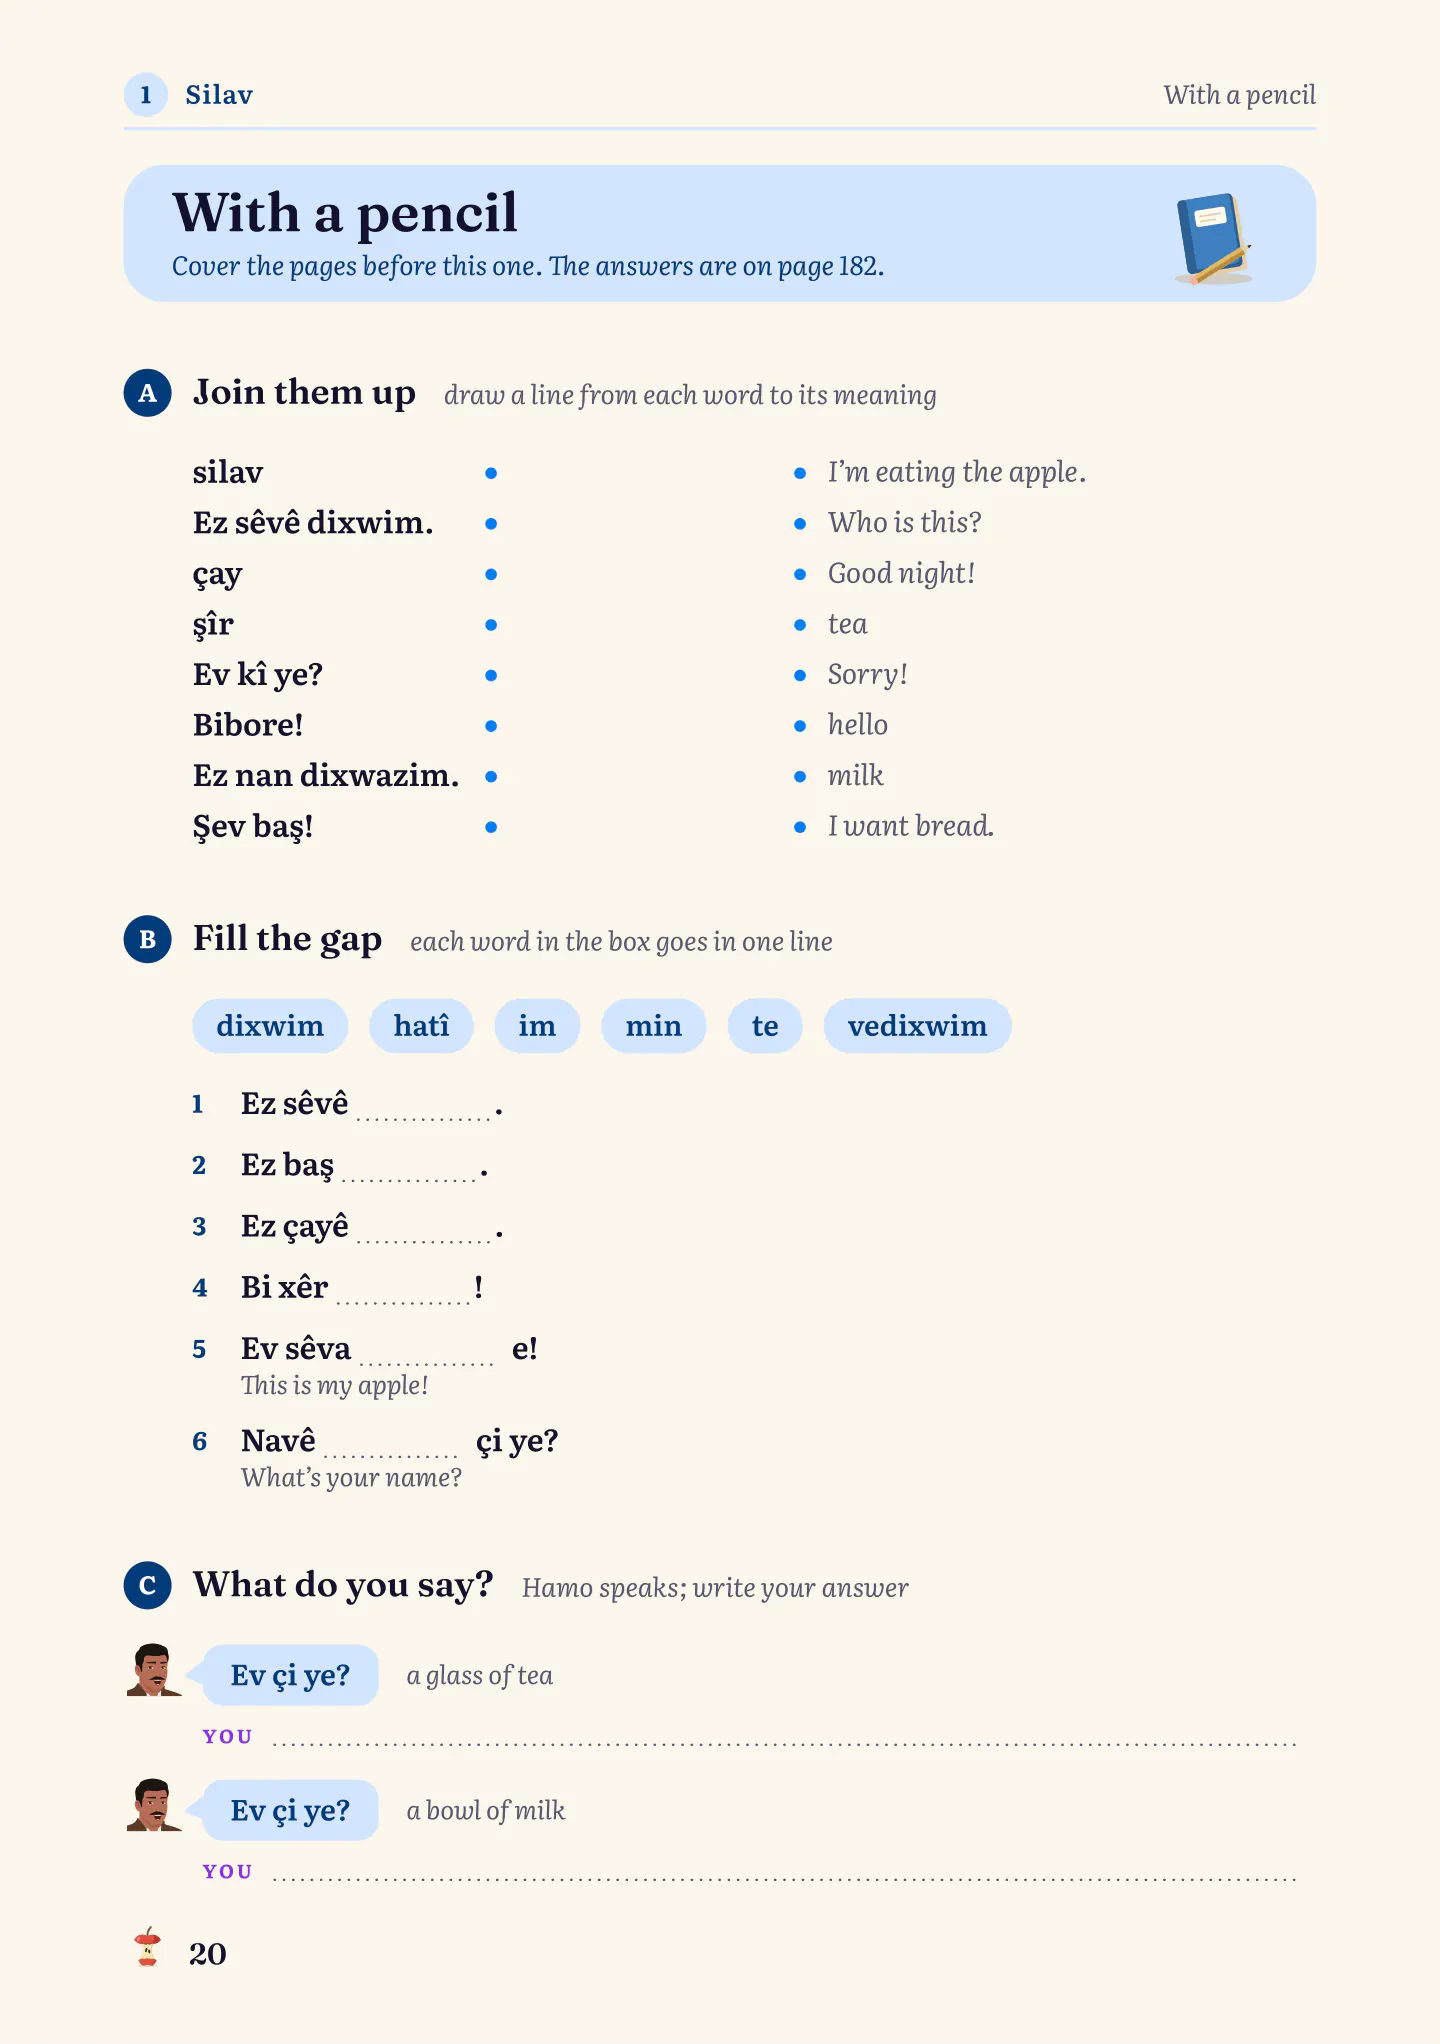 1 Silav
With a pencil
With a pencil
Cover the pages before this one. The answers are on page 182.
A Join them up draw a line from each word to its meaning
silav • • I’m eating the apple.
Ez sêvê dixwim. • • Who is this?
çay • • Good night!
şîr • • tea
Ev kî ye? • • Sorry!
Bibore! • • hello
Ez nan dixwazim. • • milk
Şev baş! • • I want bread.
B Fill the gap each word in the box goes in one line
dixwim hatî im min te vedixwim
1 Ez sêvê ...............
2 Ez baş ...............
3 Ez çayê ...............
4 Bi xêr ...............!
5 Ev sêva ............... e!
This is my apple!
6 Navê ............... çi ye?
What’s your name?
C What do you say? Hamo speaks; write your answer
Ev çi ye? a glass of tea
YOU
Ev çi ye? a bowl of milk
YOU
20